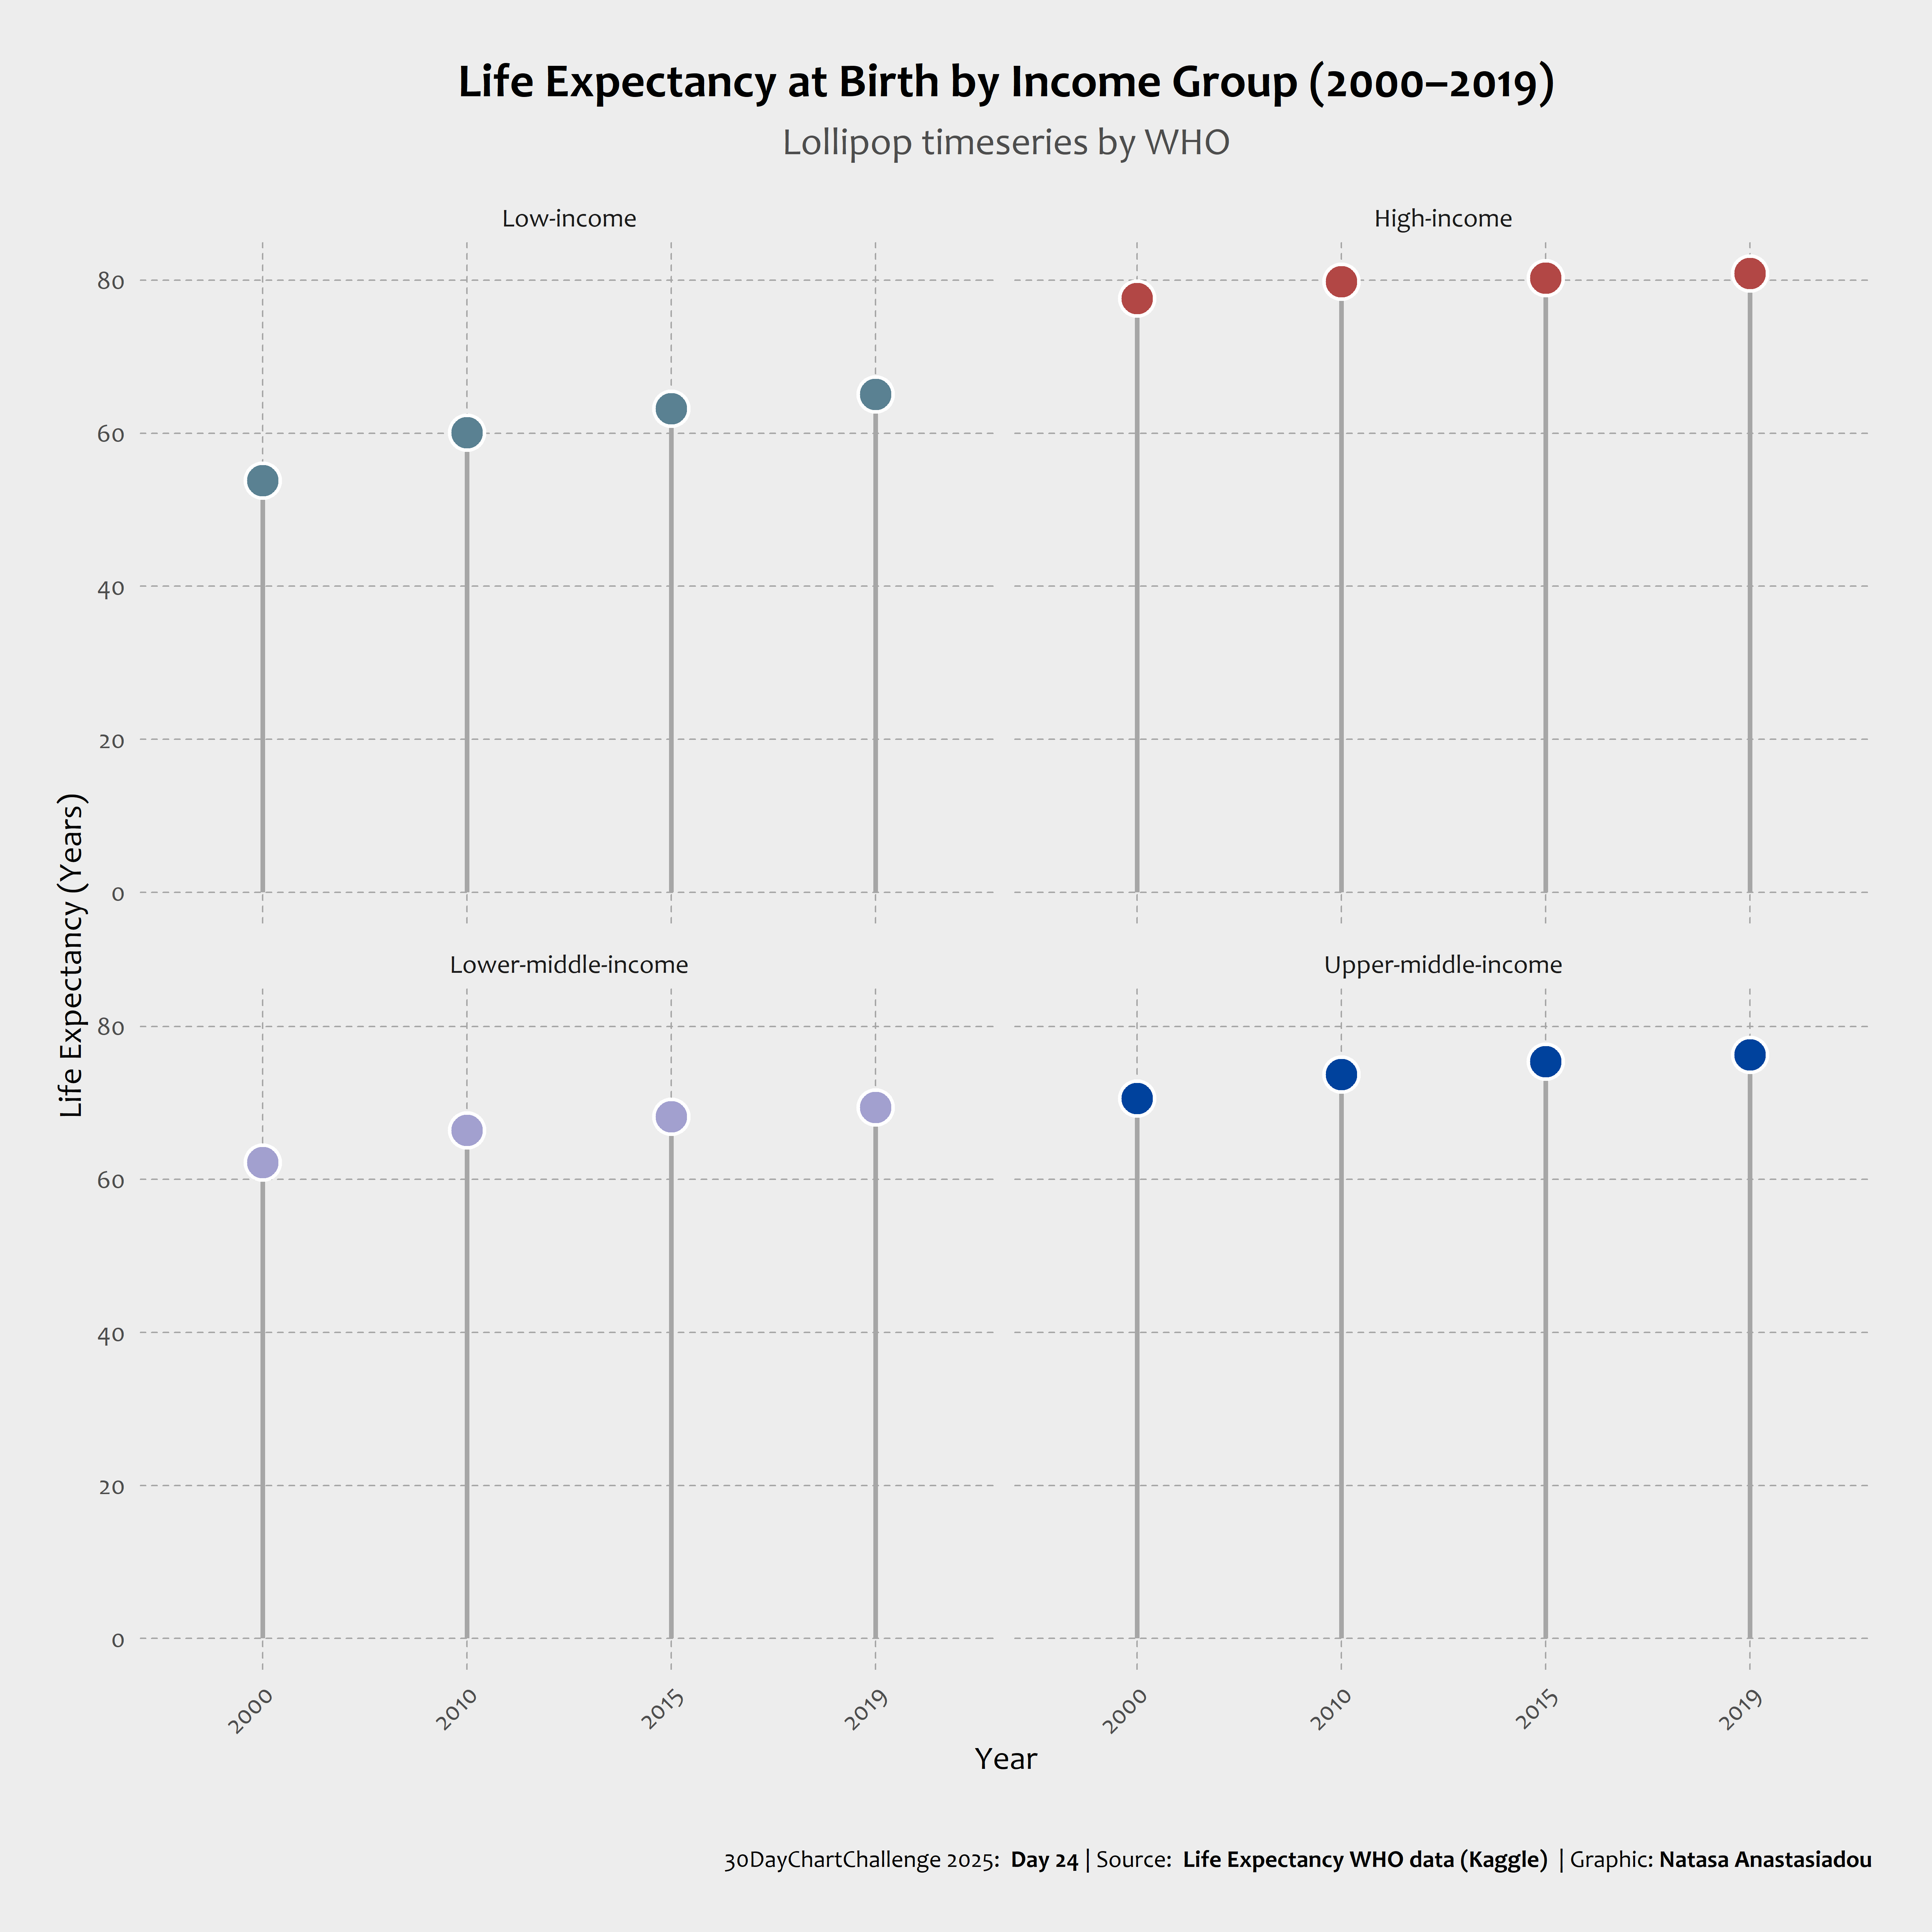 Life Expectancy at Birth by Income Group (2000–2019)
Lollipop timeseries by WHO
Low-income
High-income
80
60
40
20
0
Life Expectancy (Years)
Lower-middle-income
Upper-middle-income
80
60
40
20
0
2000 2010 2015 2019 2000 2010 2015 2019
Year
30DayChartChallenge 2025: Day 24 | Source: Life Expectancy WHO data (Kaggle) | Graphic: Natasa Anastasiadou